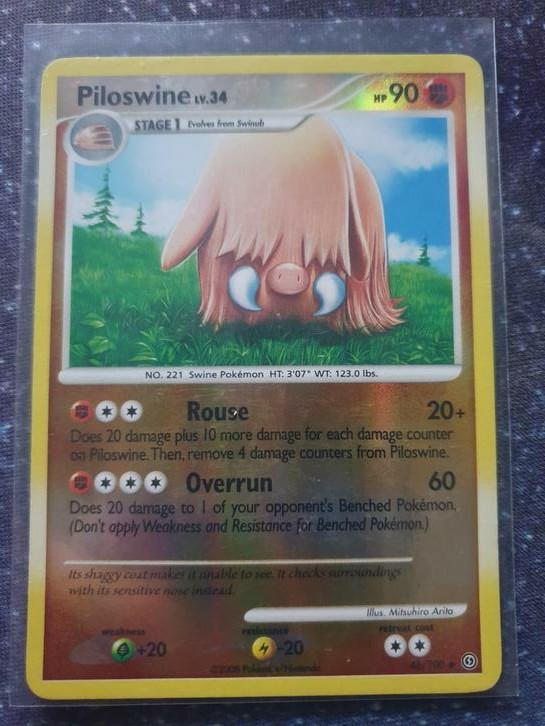 Piloswine LV.34 HP 90
STAGE 1 Evolves from Swinub
NO. 221 Swine Pokémon HT: 3'07" WT: 123.0 lbs.
Rouse 20+
Does 20 damage plus 10 more damage for each damage counter
on Piloswine. Then, remove 4 damage counters from Piloswine.
Overrun 60
Does 20 damage to 1 of your opponent's Benched Pokémon.
(Don't apply Weakness and Resistance for Benched Pokémon.)
Its shaggy coat makes it unable to see. It checks surroundings
with its sensitive nose instead.
Illus. Mitsuhiro Arita
weakness resistance retreat cost
+20 -20
©2008 Pokémon/Nintendo 46/100